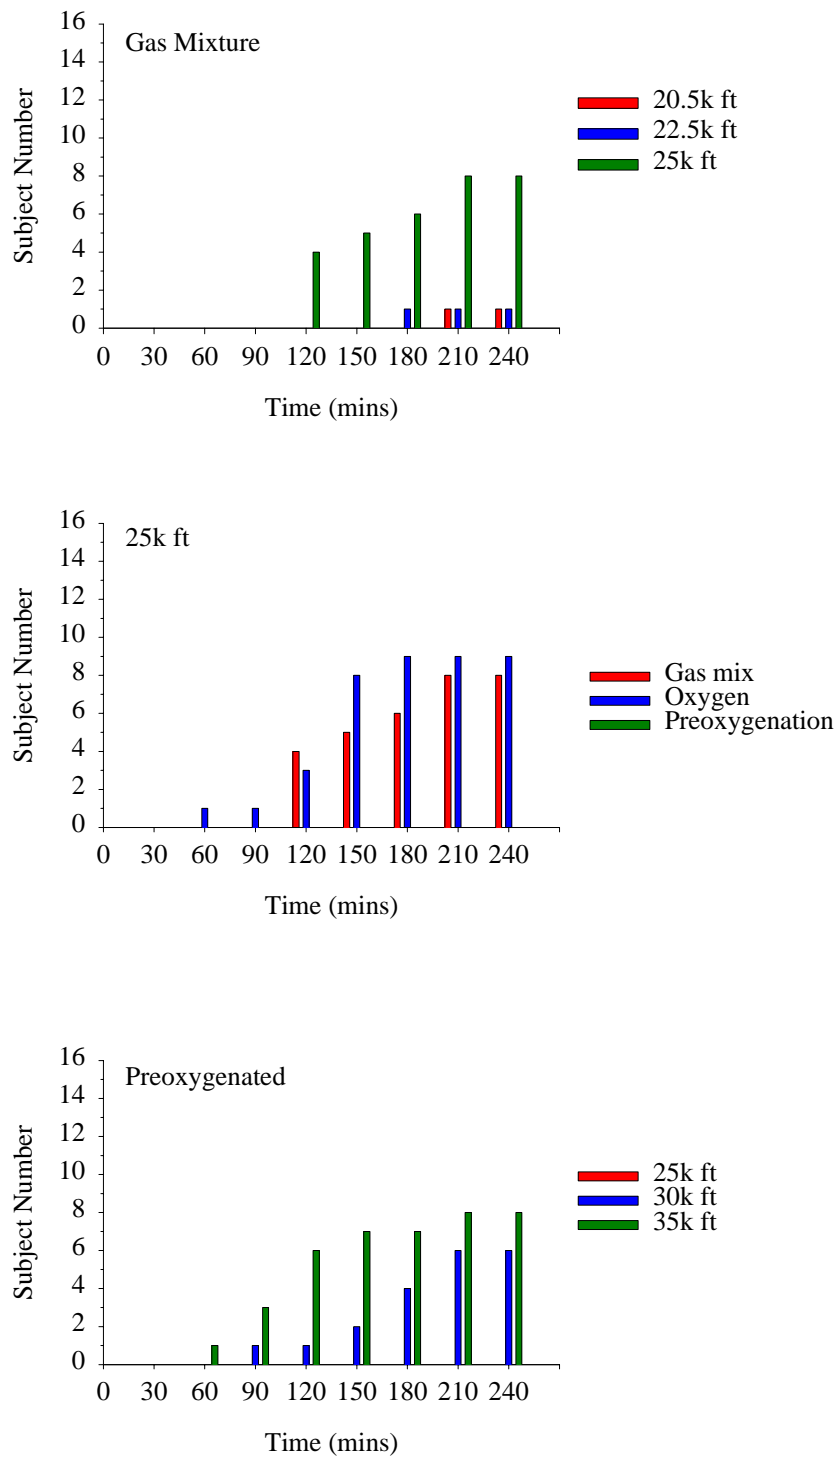 Gas Mixture
Subject Number
16
14
12
10
8
6
4
2
0
0 30 60 90 120 150 180 210 240
Time (mins)
20.5k ft
22.5k ft
25k ft
25k ft
Subject Number
16
14
12
10
8
6
4
2
0
0 30 60 90 120 150 180 210 240
Time (mins)
Gas mix
Oxygen
Preoxygenation
Preoxygenated
Subject Number
16
14
12
10
8
6
4
2
0
0 30 60 90 120 150 180 210 240
Time (mins)
25k ft
30k ft
35k ft